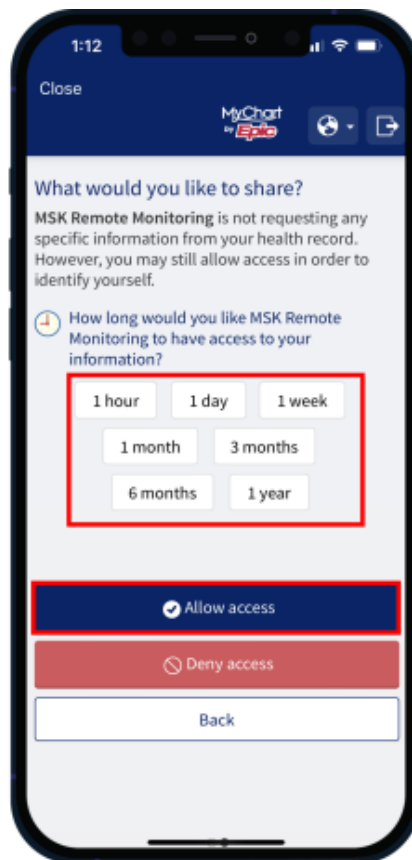 1:12
Close
MyChart
by Epic
What would you like to share?
MSK Remote Monitoring is not requesting any
specific information from your health record.
However, you may still allow access in order to
identify yourself.
How long would you like MSK Remote
Monitoring to have access to your
information?
1 hour 1 day 1 week
1 month 3 months
6 months 1 year
Allow access
Deny access
Back